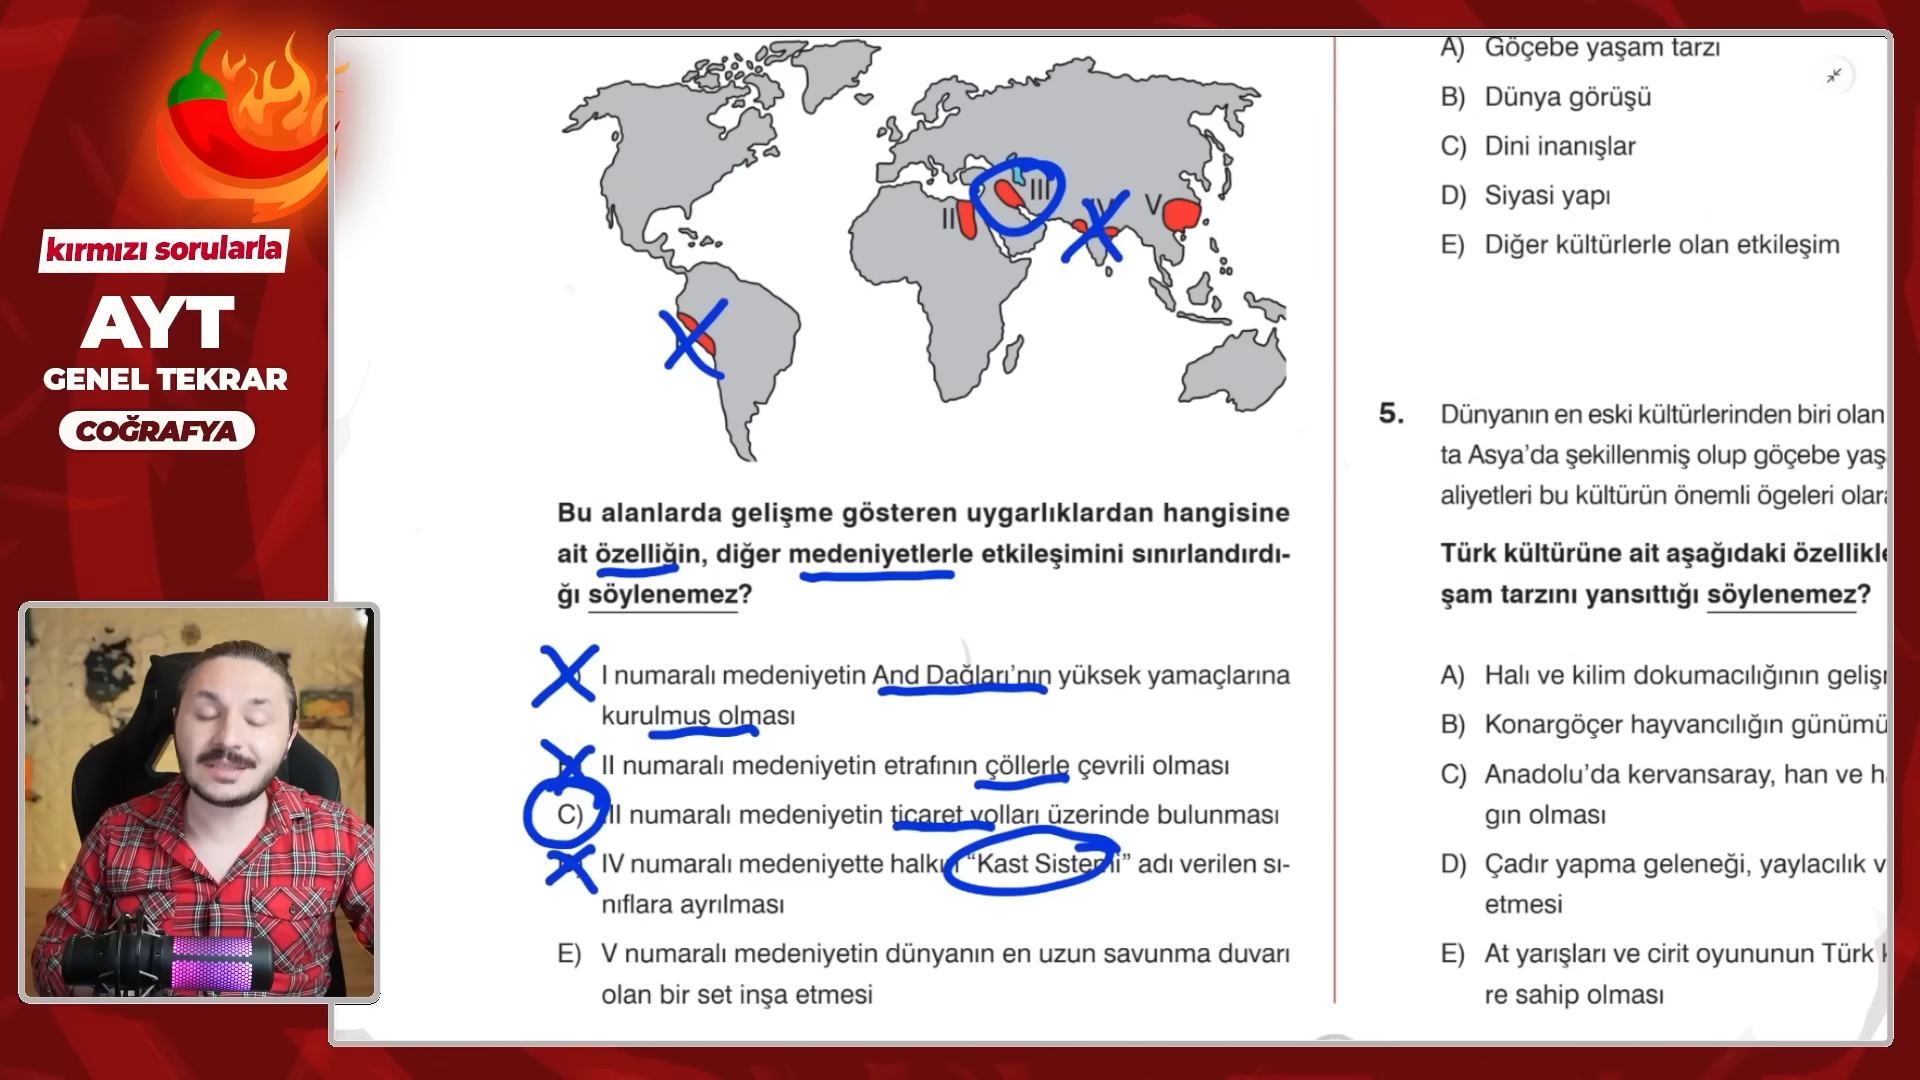 kırmızı sorularla
AYT
GENEL TEKRAR
COĞRAFYA
II
III
IV
V
Bu alanlarda gelişme gösteren uygarlıklardan hangisine
ait özelliğin, diğer medeniyetlerle etkileşimini sınırlandırdı-
ğı söylenemez?
I numaralı medeniyetin And Dağları’nın yüksek yamaçlarına
kurulmuş olması
II numaralı medeniyetin etrafının çöllerle çevrili olması
C) III numaralı medeniyetin ticaret yolları üzerinde bulunması
IV numaralı medeniyette halkın “Kast Sistemi” adı verilen sı-
nıflara ayrılması
E) V numaralı medeniyetin dünyanın en uzun savunma duvarı
olan bir set inşa etmesi
A) Göçebe yaşam tarzı
B) Dünya görüşü
C) Dini inanışlar
D) Siyasi yapı
E) Diğer kültürlerle olan etkileşim
5. Dünyanın en eski kültürlerinden biri olan
ta Asya’da şekillenmiş olup göçebe yaş
aliyetleri bu kültürün önemli ögeleri olar
Türk kültürüne ait aşağıdaki özellikle
şam tarzını yansıttığı söylenemez?
A) Halı ve kilim dokumacılığının geliş
B) Konargöçer hayvancılığın günümü
C) Anadolu’da kervansaray, han ve h
gın olması
D) Çadır yapma geleneği, yaylacılık v
etmesi
E) At yarışları ve cirit oyununun Türk
re sahip olması